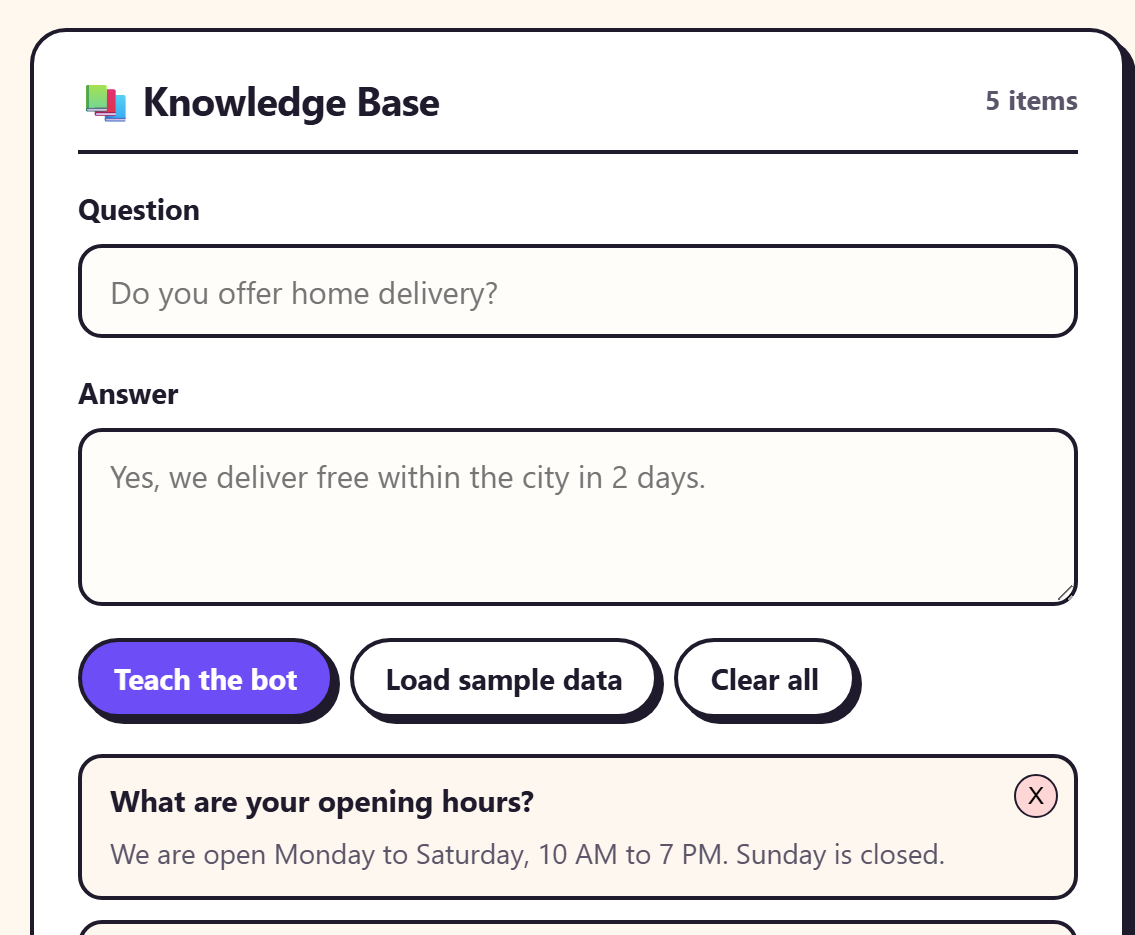 Knowledge Base
5 items
Question
Do you offer home delivery?
Answer
Yes, we deliver free within the city in 2 days.
Teach the bot
Load sample data
Clear all
What are your opening hours?
X
We are open Monday to Saturday, 10 AM to 7 PM. Sunday is closed.